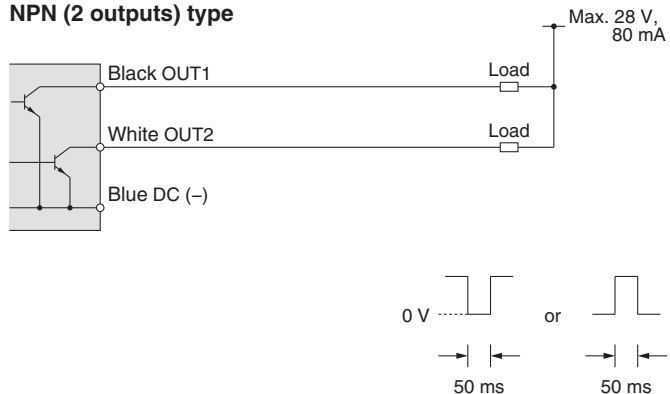 NPN (2 outputs) type
Max. 28 V,
80 mA
Black OUT1
Load
White OUT2
Load
Blue DC (−)
0 V
or
50 ms
50 ms